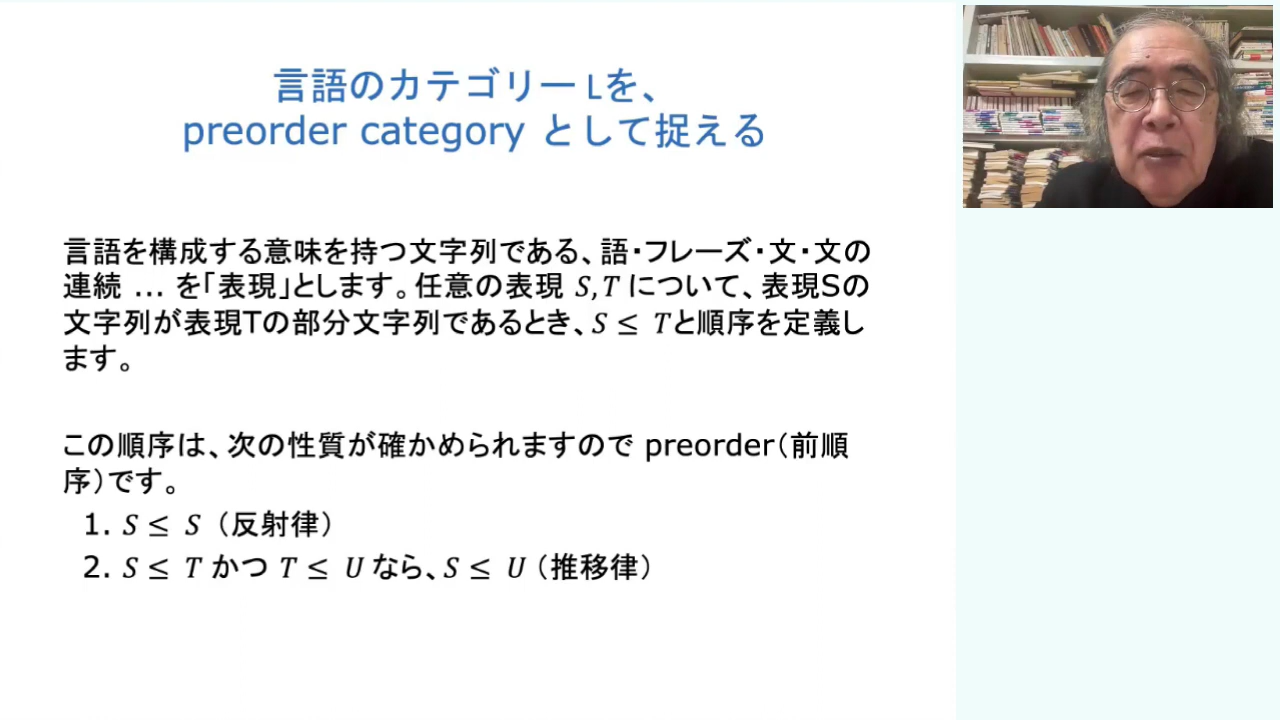 言語のカテゴリー Lを、
preorder category として捉える
言語を構成する意味を持つ文字列である、語・フレーズ・文・文の
連続 ... を「表現」とします。任意の表現 S,T について、表現Sの
文字列が表現Tの部分文字列であるとき、S ≤ Tと順序を定義し
ます。
この順序は、次の性質が確かめられますので preorder（前順
序）です。
1. S ≤ S （反射律）
2. S ≤ T かつ T ≤ U なら、S ≤ U （推移律）